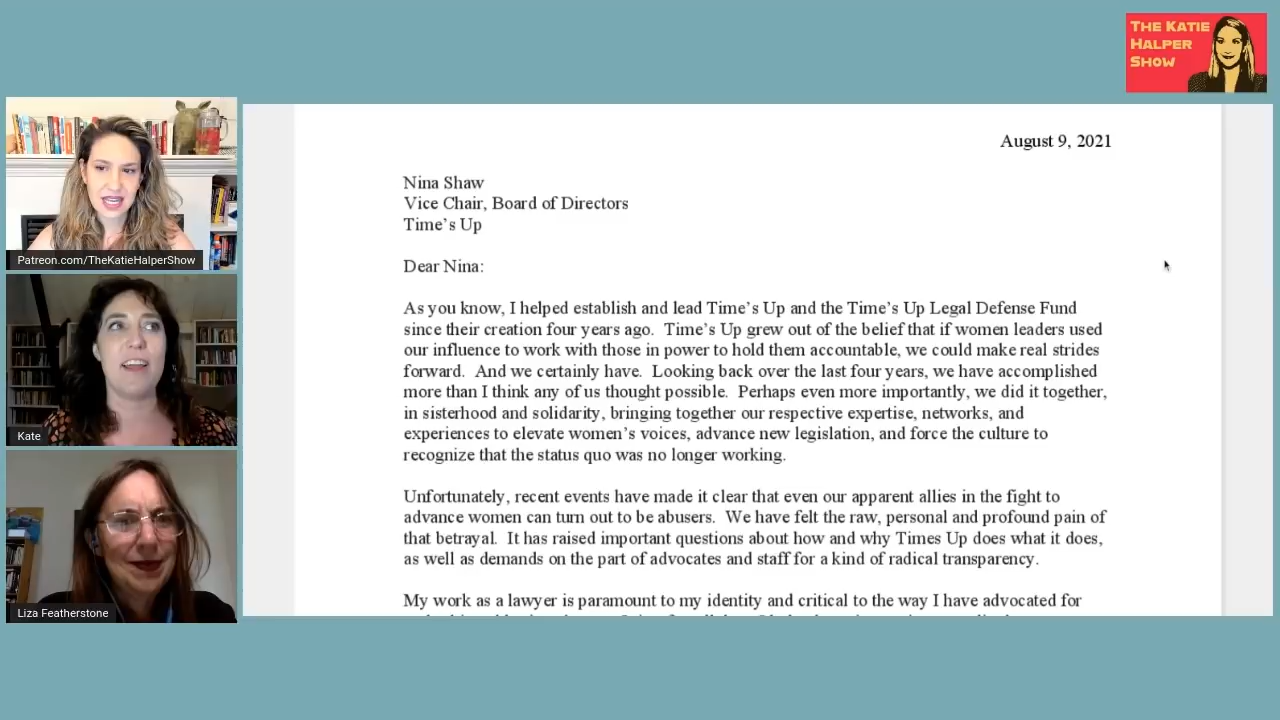 THE KATIE
HALPER
SHOW
Patreon.com/TheKatieHalperShow
Kate
Liza Featherstone
August 9, 2021
Nina Shaw
Vice Chair, Board of Directors
Time's Up
Dear Nina:
As you know, I helped establish and lead Time's Up and the Time's Up Legal Defense Fund
since their creation four years ago.  Time's Up grew out of the belief that if women leaders used
our influence to work with those in power to hold them accountable, we could make real strides
forward.  And we certainly have.  Looking back over the last four years, we have accomplished
more than I think any of us thought possible.  Perhaps even more importantly, we did it together,
in sisterhood and solidarity, bringing together our respective expertise, networks, and
experiences to elevate women's voices, advance new legislation, and force the culture to
recognize that the status quo was no longer working.
Unfortunately, recent events have made it clear that even our apparent allies in the fight to
advance women can turn out to be abusers.  We have felt the raw, personal and profound pain of
that betrayal.  It has raised important questions about how and why Times Up does what it does,
as well as demands on the part of advocates and staff for a kind of radical transparency.
My work as a lawyer is paramount to my identity and critical to the way I have advocated for